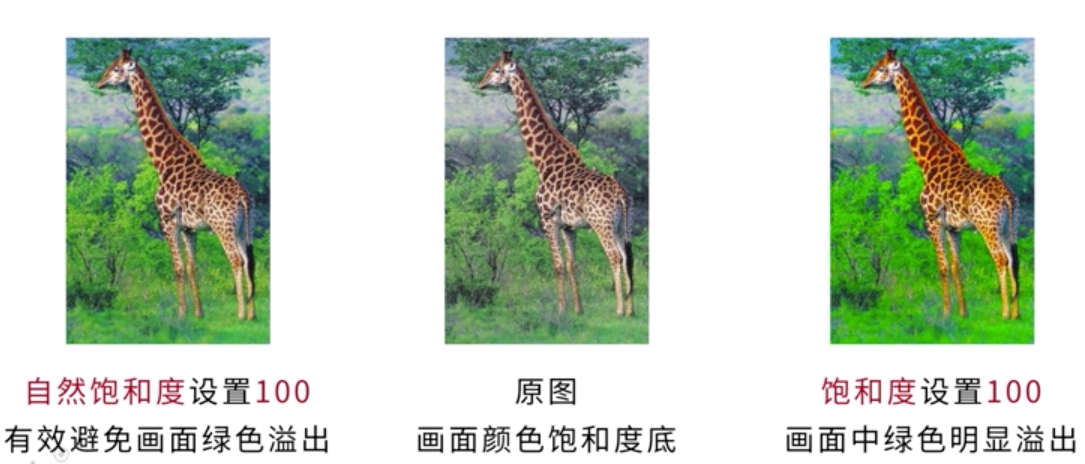 自然饱和度设置100
有效避免画面绿色溢出
原图
画面颜色饱和度底
饱和度设置100
画面中绿色明显溢出